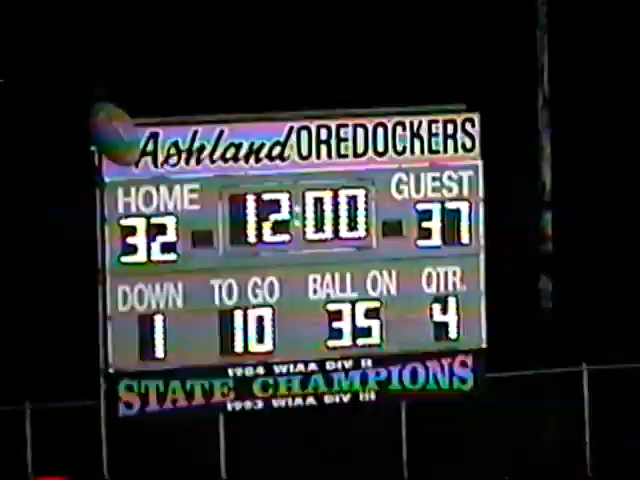 Ashland OREDOCKERS
HOME 12:00 GUEST
32 37
DOWN TO GO BALL ON QTR.
1 10 35 4
1984 WIAA DIV II
STATE CHAMPIONS
1993 WIAA DIV III